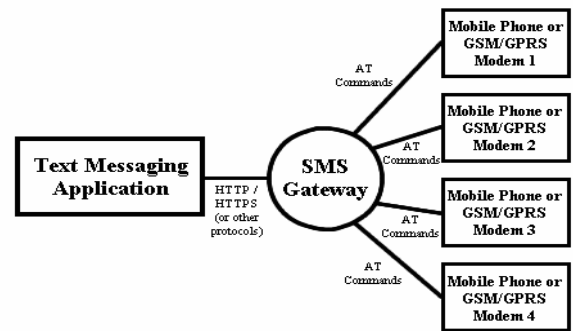 Text Messaging
Application
HTTP /
HTTPS
(or other
protocols)
SMS
Gateway
AT
Commands
Mobile Phone or
GSM/GPRS
Modem 1
AT
Commands
Mobile Phone or
GSM/GPRS
Modem 2
AT
Commands
Mobile Phone or
GSM/GPRS
Modem 3
AT
Commands
Mobile Phone or
GSM/GPRS
Modem 4